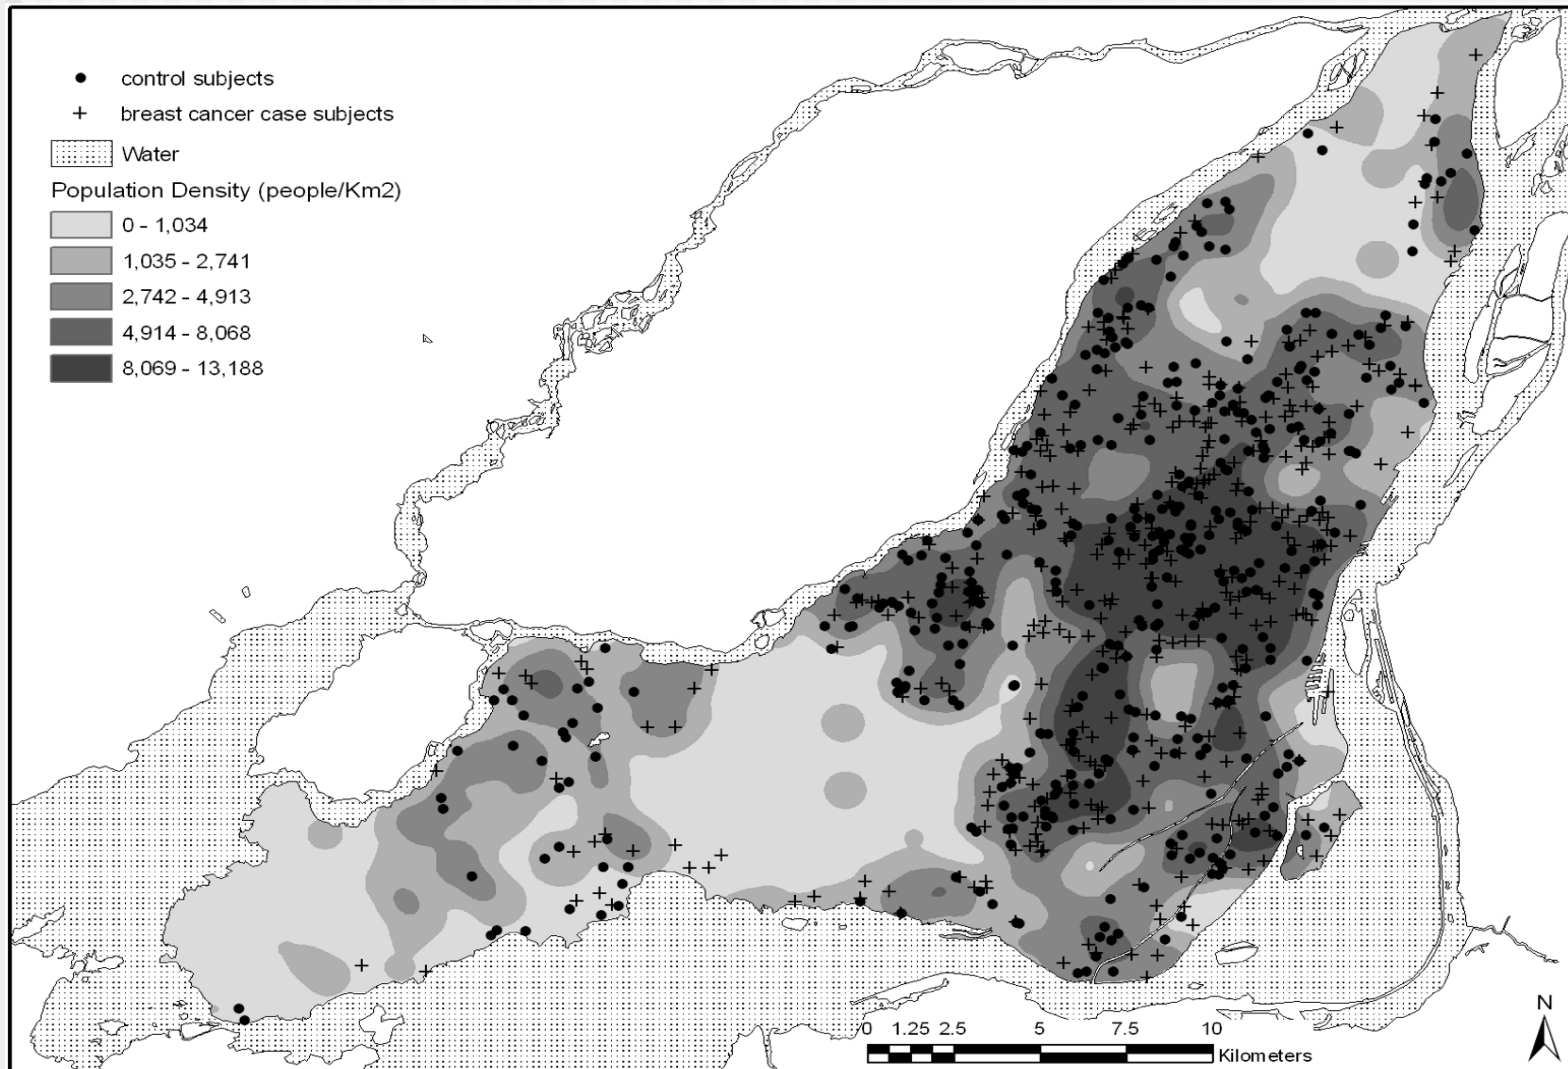 control subjects
breast cancer case subjects
Water
Population Density (people/Km2)
0 - 1,034
1,035 - 2,741
2,742 - 4,913
4,914 - 8,068
8,069 - 13,188
N
0 1.25 2.5 5 7.5 10
Kilometers